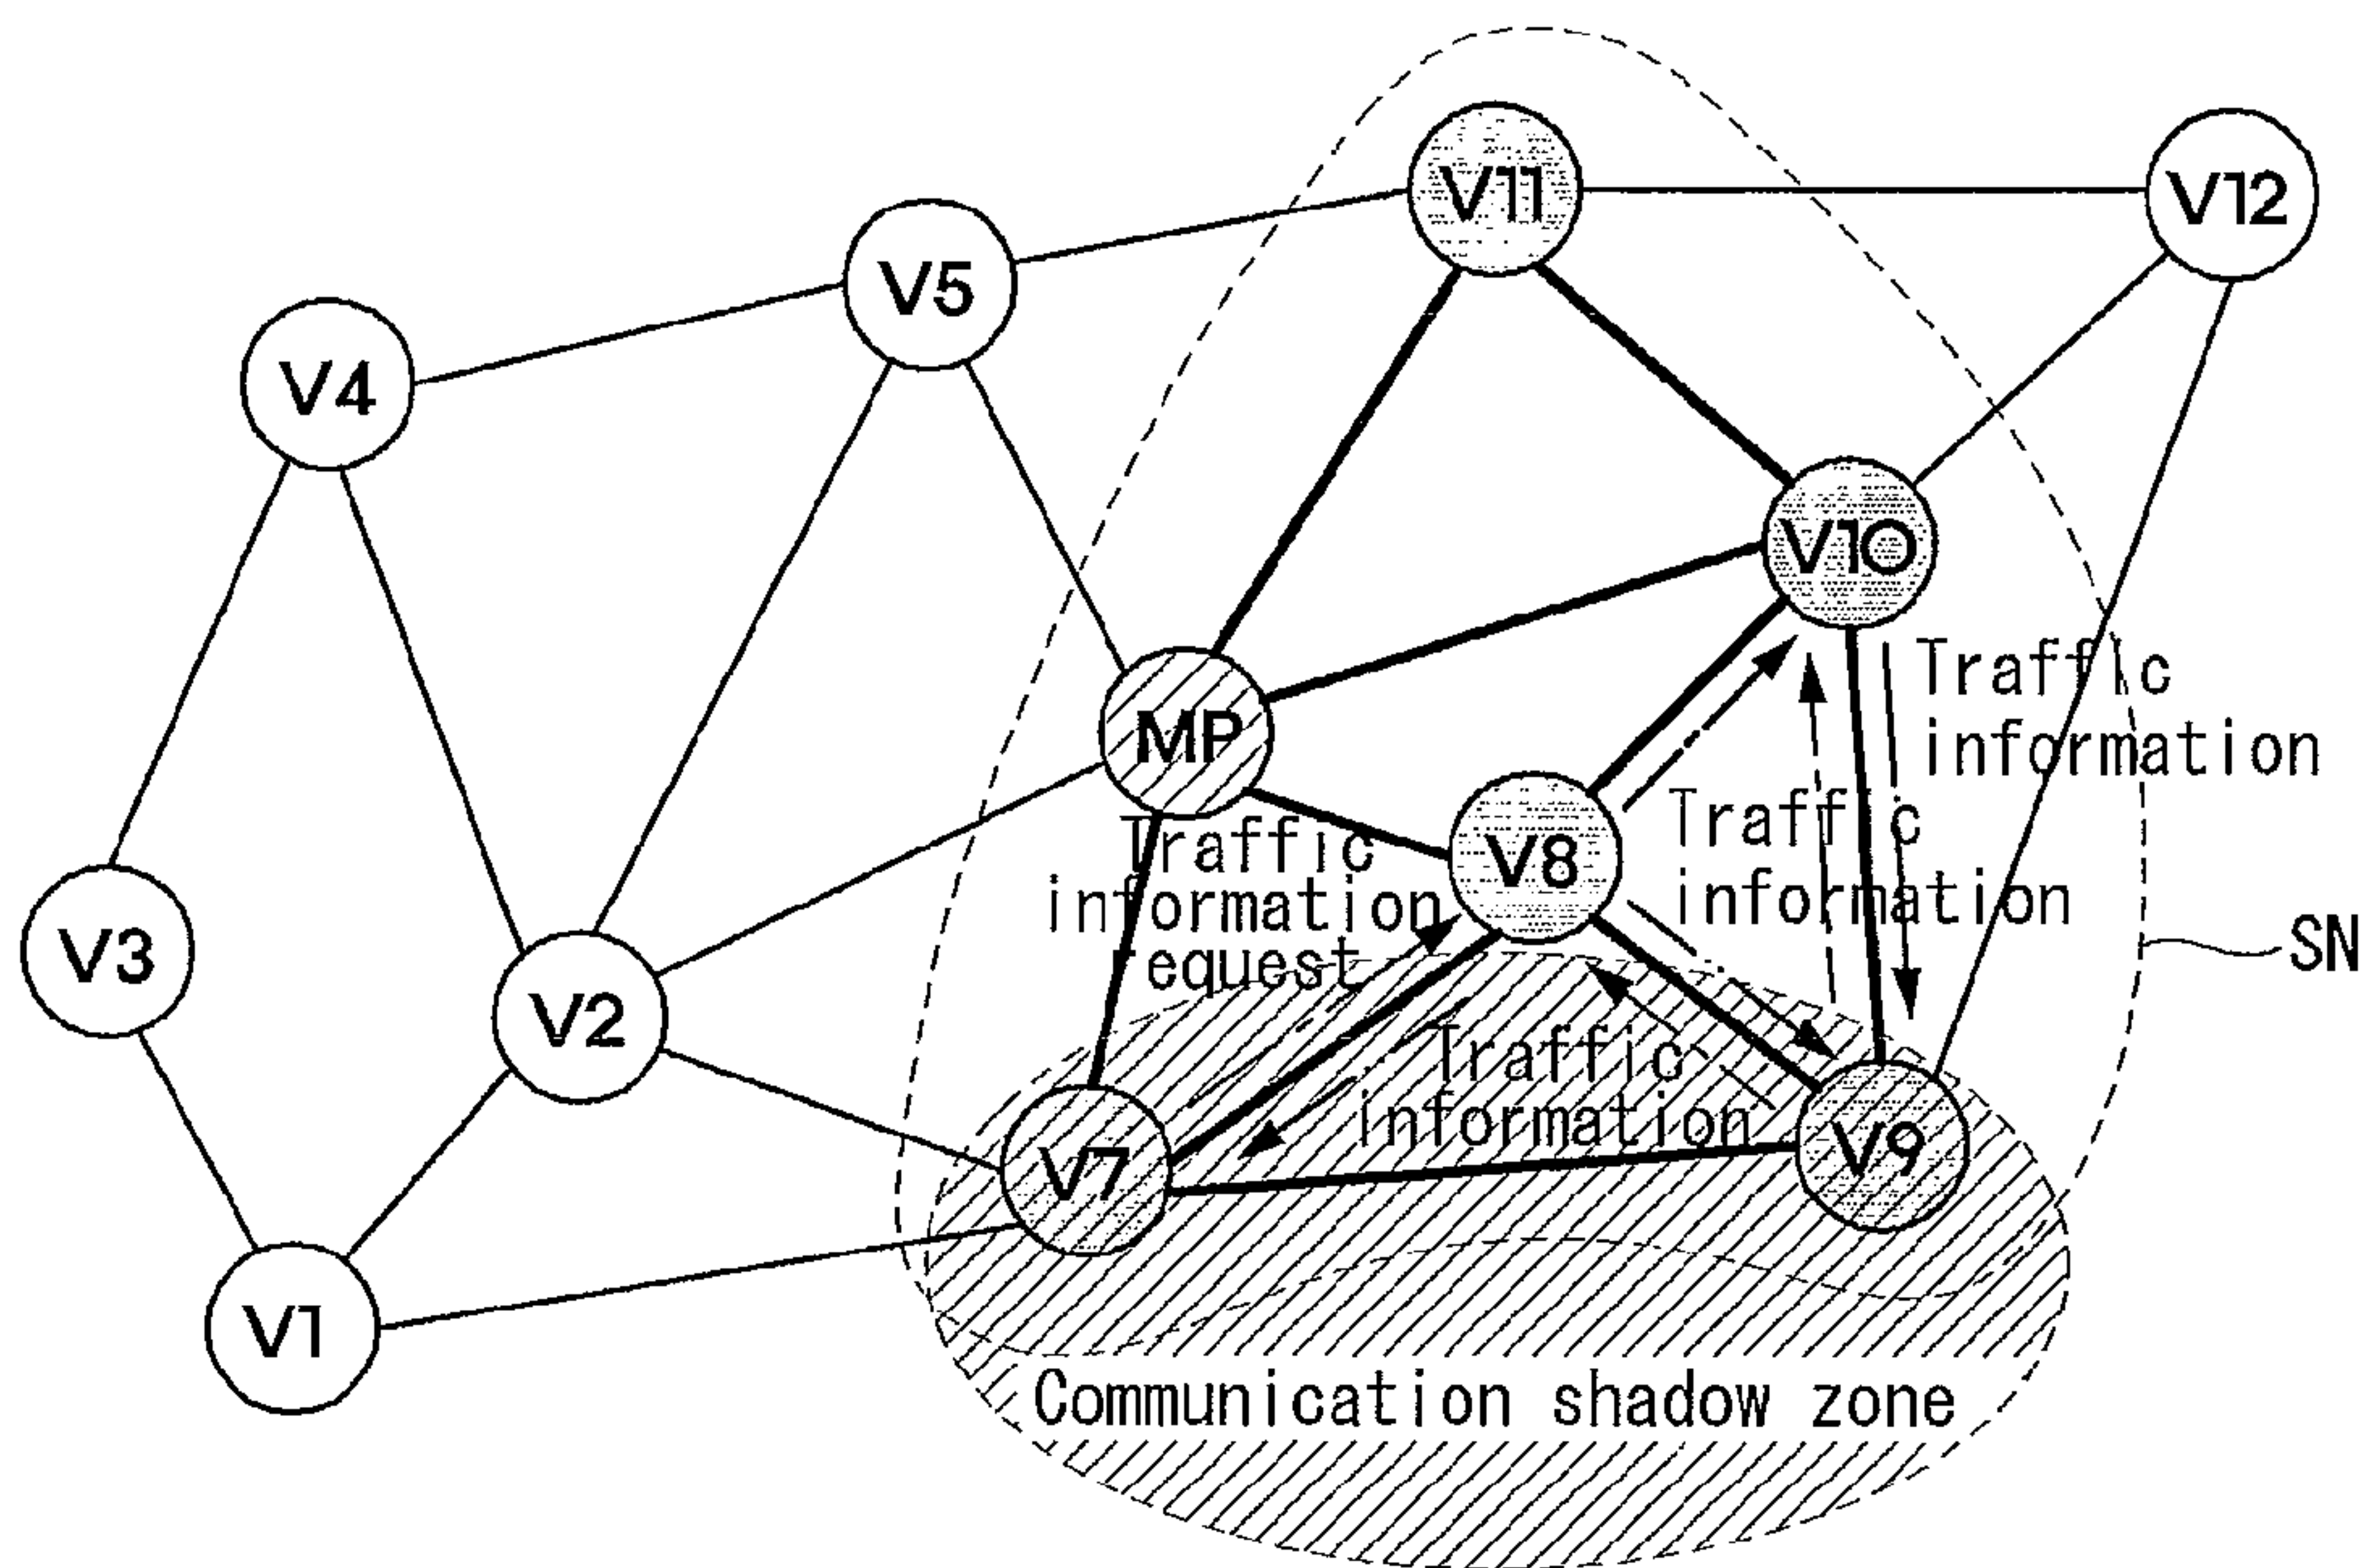 V11
V12
V5
V4
V10
Traffic
information
MP
Traffic
information
Traffic
information
request
V8
SN
V3
V2
Traffic
information
V7
V9
V1
Communication shadow zone